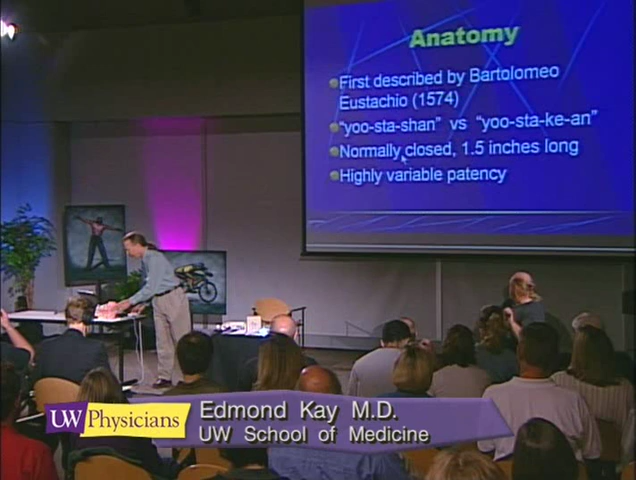 Anatomy
First described by Bartolomeo
Eustachio (1574)
"yoo-sta-shan" vs "yoo-sta-ke-an"
Normally closed, 1.5 inches long
Highly variable patency
UW Physicians
Edmond Kay M.D.
UW School of Medicine